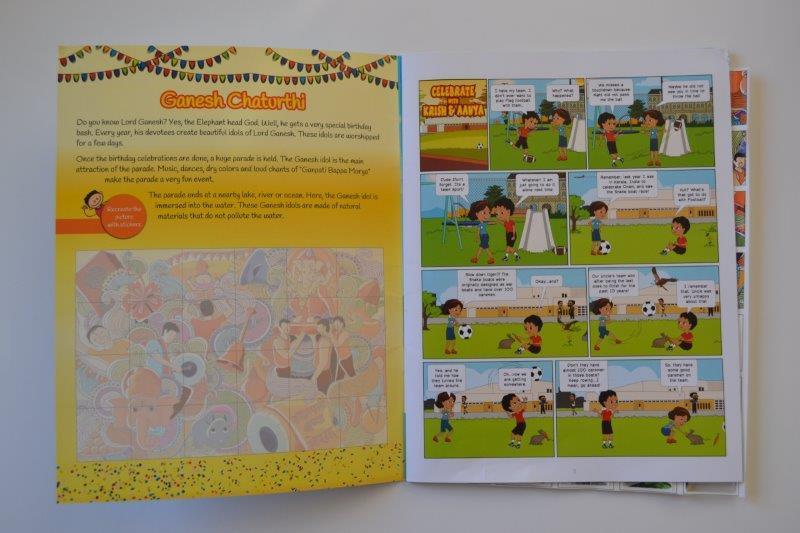 Ganesh Chaturthi
Do you know Lord Ganesh? Yes, the Elephant head God. Well, he gets a very special birthday
bash. Every year, his devotees create beautiful idols of Lord Ganesh. These idols are worshipped
for a few days.
Once the birthday celebrations are done, a huge parade is held. The Ganesh idol is the main
attraction of the parade. Music, dances, dry colors and loud chants of "Ganpati Bappa Morya"
make the parade a very fun event.
The parade ends at a nearby lake, river or ocean. Here, the Ganesh idol is
immersed into the water. These Ganesh idols are made of natural
materials that do not pollute the water.
Recreate the
picture
with stickers.
CELEBRATE
WITH
KRISH & AANYA
I hate my team. I
don't ever want to
play flag football
with them.
Why? What
happened?
We missed a
touchdown because
Mani did not pass
me the ball
Maybe he did not
see you in time to
throw the ball
Dude don't
forget. It's a
team sport!
Whatever! I am
just going to do it
alone next time
Remember, last year I was
in Kerala, India to
celebrate Onam, and saw
the Snake boat race!
Huh? What's
that got to do
with Football?
Slow down tiger!! The
Snake boats were
originally designed as war
boats and have over 100
oarsmen.
Okay...and?
Our uncle's team won
after being the last
ones to finish for the
past 10 years!
I remember
that. Uncle was
very unhappy
about that
Yes, and he
told me how
they turned the
team around.
Oh...now we
are getting
somewhere.
Don't they have
almost 100 oarsmen
in those boats?
Keep rowing...I
mean, go ahead!
So, they have
some good
oarsmen on
the team.